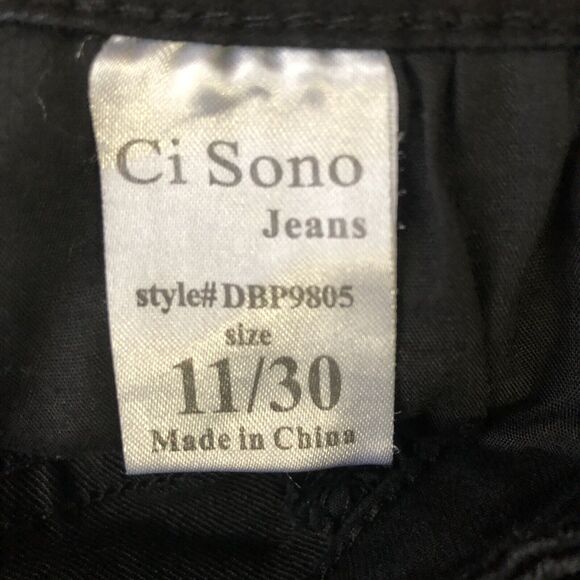 Ci Sono
Jeans
style# DBP9805
size
11/30
Made in China